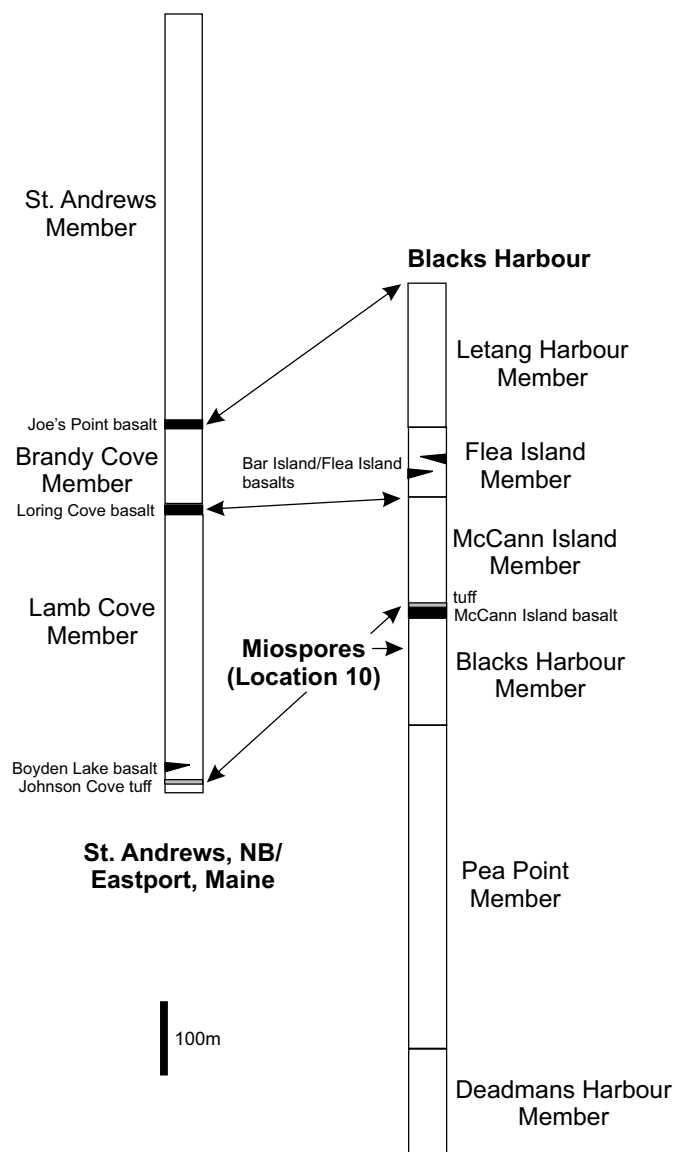 St. Andrews
Member
Joe's Point basalt
Brandy Cove
Member
Loring Cove basalt
Lamb Cove
Member
Boyden Lake basalt
Johnson Cove tuff
St. Andrews, NB/
Eastport, Maine
100m
Bar Island/Flea Island
basalts
Miospores
(Location 10)
Blacks Harbour
Letang Harbour
Member
Flea Island
Member
McCann Island
Member
tuff
McCann Island basalt
Blacks Harbour
Member
Pea Point
Member
Deadmans Harbour
Member